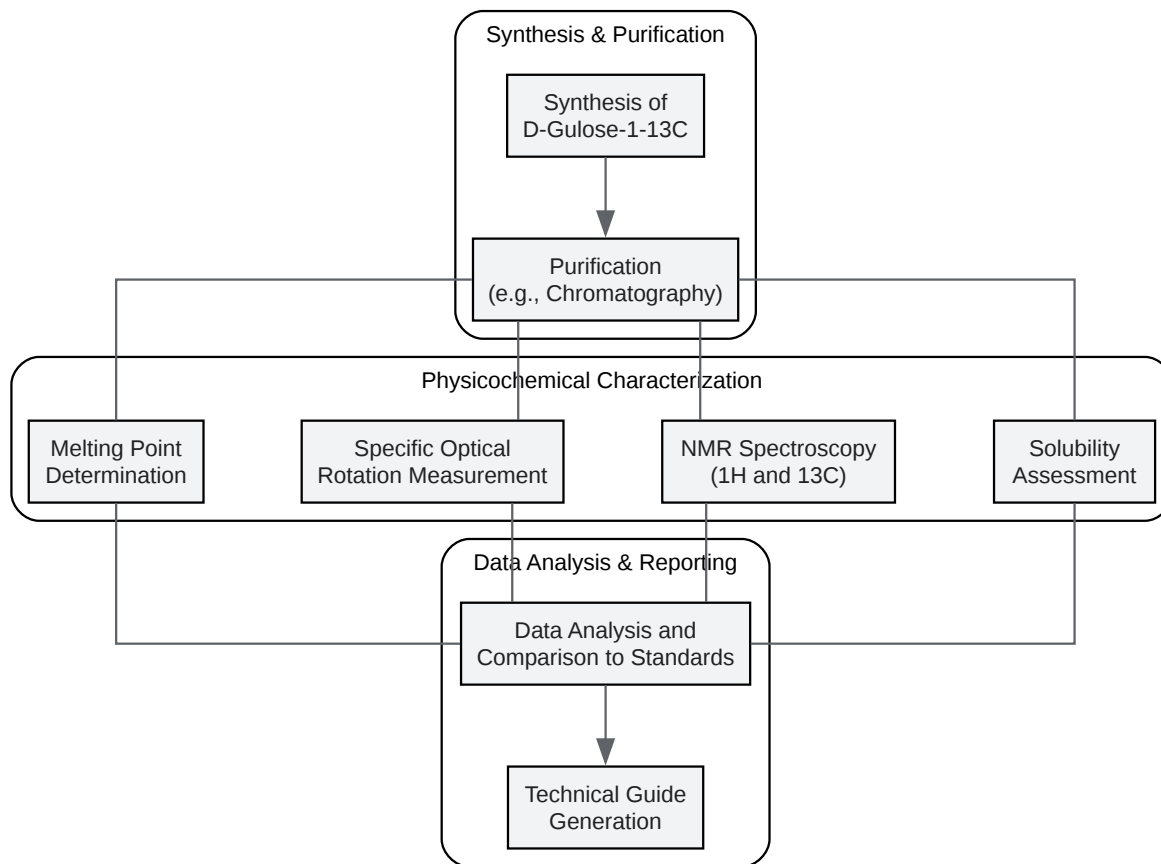 Synthesis & Purification
Synthesis of
D-Gulose-1-13C
Purification
(e.g., Chromatography)
Physicochemical Characterization
Melting Point
Determination
Specific Optical
Rotation Measurement
NMR Spectroscopy
(1H and 13C)
Solubility
Assessment
Data Analysis & Reporting
Data Analysis and
Comparison to Standards
Technical Guide
Generation